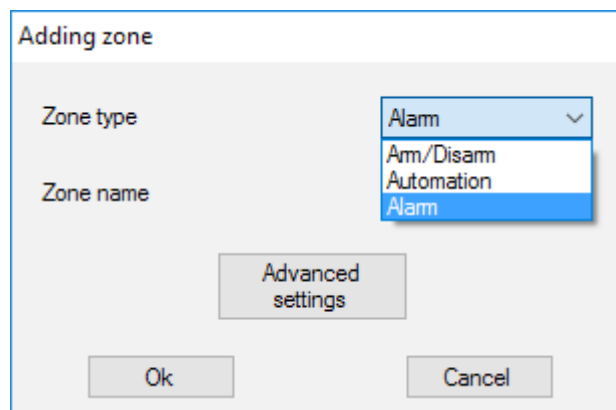 Adding zone
Zone type
Alarm
Arm/Disarm
Automation
Alarm
Zone name
Advanced
settings
Ok
Cancel